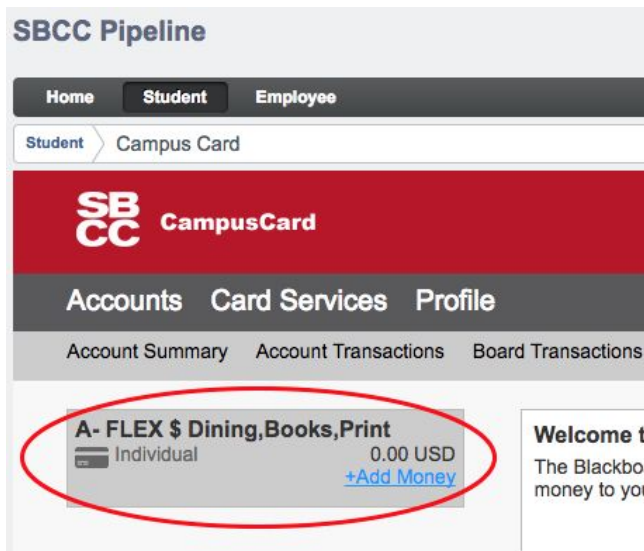 SBCC Pipeline
Home Student Employee
Student Campus Card
SB
CC CampusCard
Accounts Card Services Profile
Account Summary Account Transactions Board Transactions
A- FLEX $ Dining,Books,Print
Individual 0.00 USD
+Add Money
Welcome t
The Blackbo
money to you